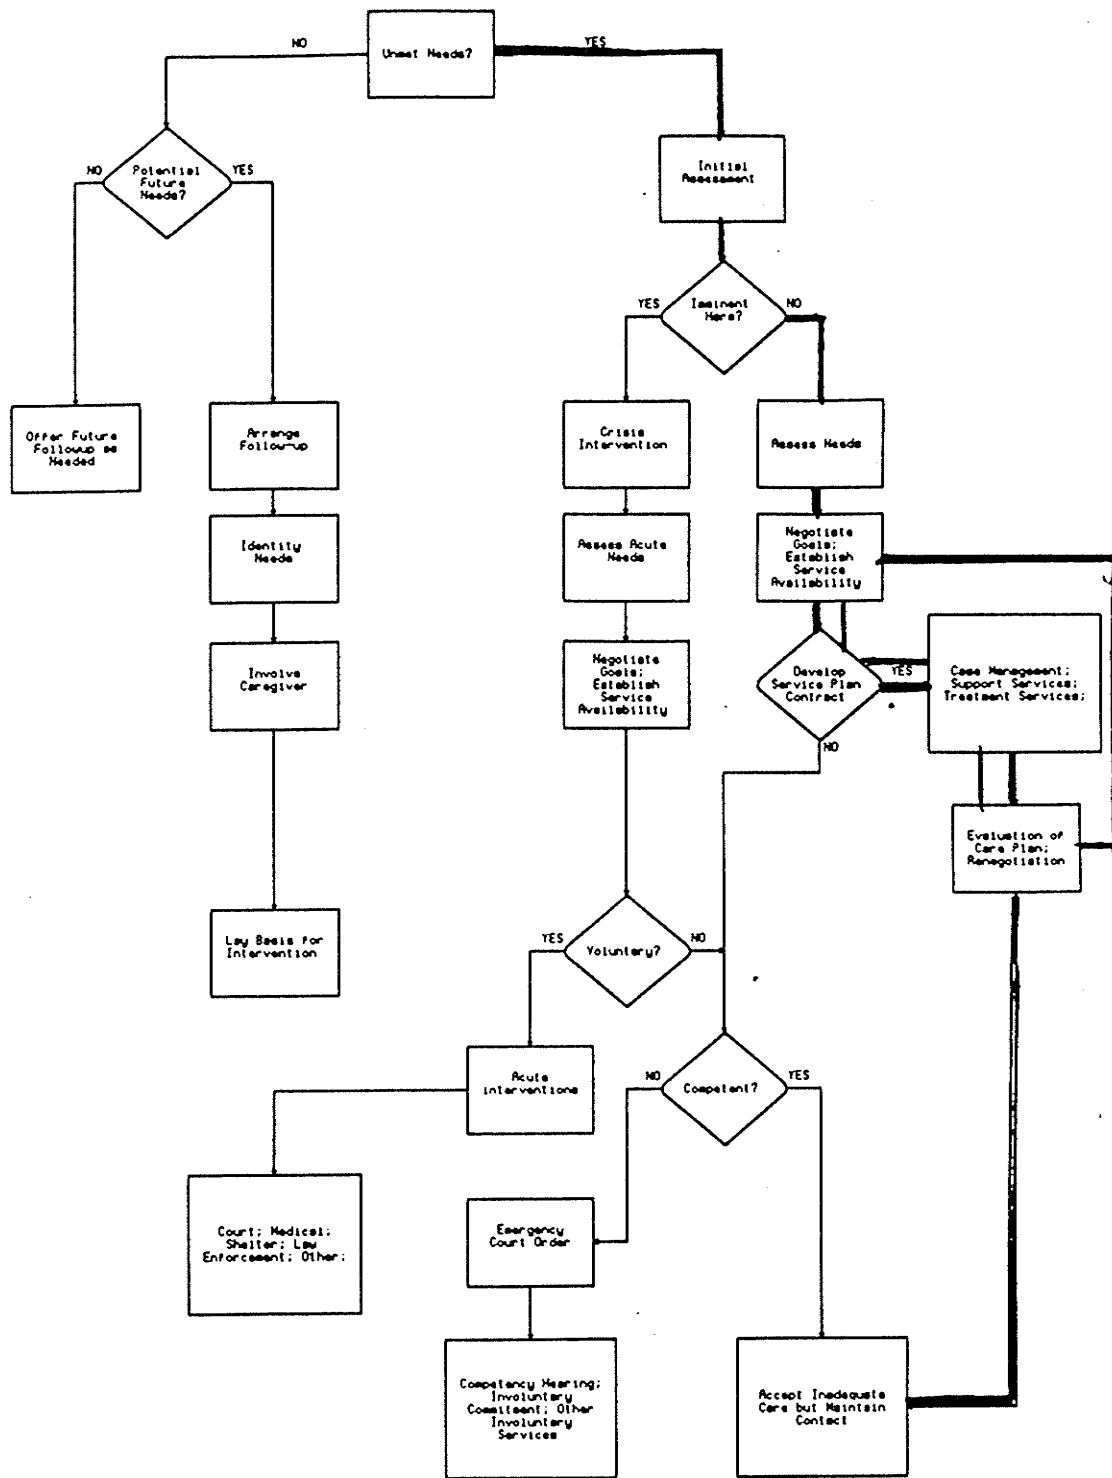 NO
YES
Unmet Needs?
NO
Potential
Future
Needs?
YES
Initial
Assessment
YES
Imminent
Harm?
NO
Offer Future
Followup as
Needed
Arrange
Follow-up
Crisis
Intervention
Assess Needs
Identity
Needs
Assess Acute
Needs
Negotiate
Goals;
Establish
Service
Availability
Involve
Caregiver
Negotiate
Goals;
Establish
Service
Availability
Develop
Service Plan
Contract
YES
Case Management;
Support Services;
Treatment Services;
NO
Evaluation of
Care Plan;
Renegotiation
Lay Basis for
Intervention
YES
Voluntary?
NO
Acute
interventions
NO
Competent?
YES
Court; Medical;
Shelter; Law
Enforcement; Other;
Emergency
Court Order
Competency Hearing;
Involuntary
Commitment; Other
Involuntary
Services
Accept Inadequate
Care but Maintain
Contact